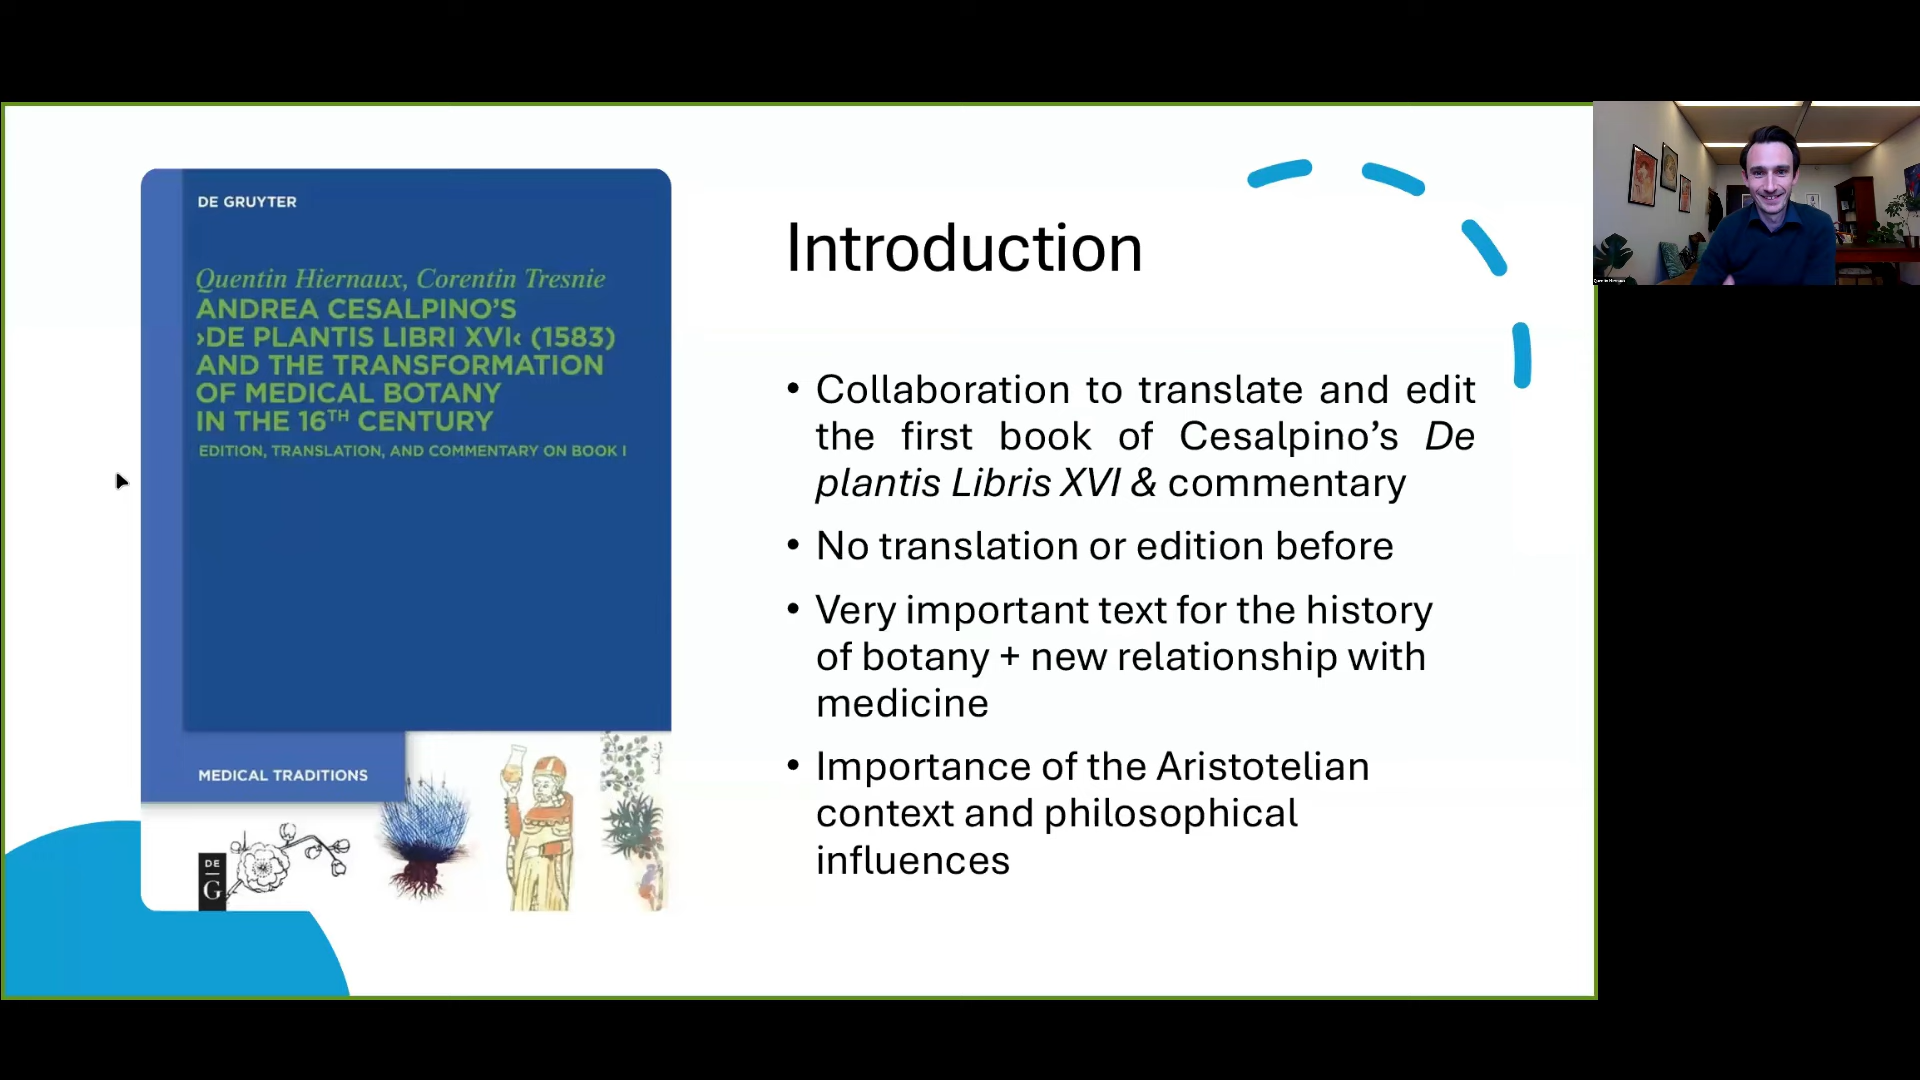 DE GRUYTER
Quentin Hiernaux, Corentin Tresnie
ANDREA CESALPINO’S
›DE PLANTIS LIBRI XVI‹ (1583)
AND THE TRANSFORMATION
OF MEDICAL BOTANY
IN THE 16TH CENTURY
EDITION, TRANSLATION, AND COMMENTARY ON BOOK I
MEDICAL TRADITIONS
DE
G
Introduction
• Collaboration to translate and edit
the first book of Cesalpino’s De
plantis Libris XVI & commentary
• No translation or edition before
• Very important text for the history
of botany + new relationship with
medicine
• Importance of the Aristotelian
context and philosophical
influences
Quentin Hiernaux